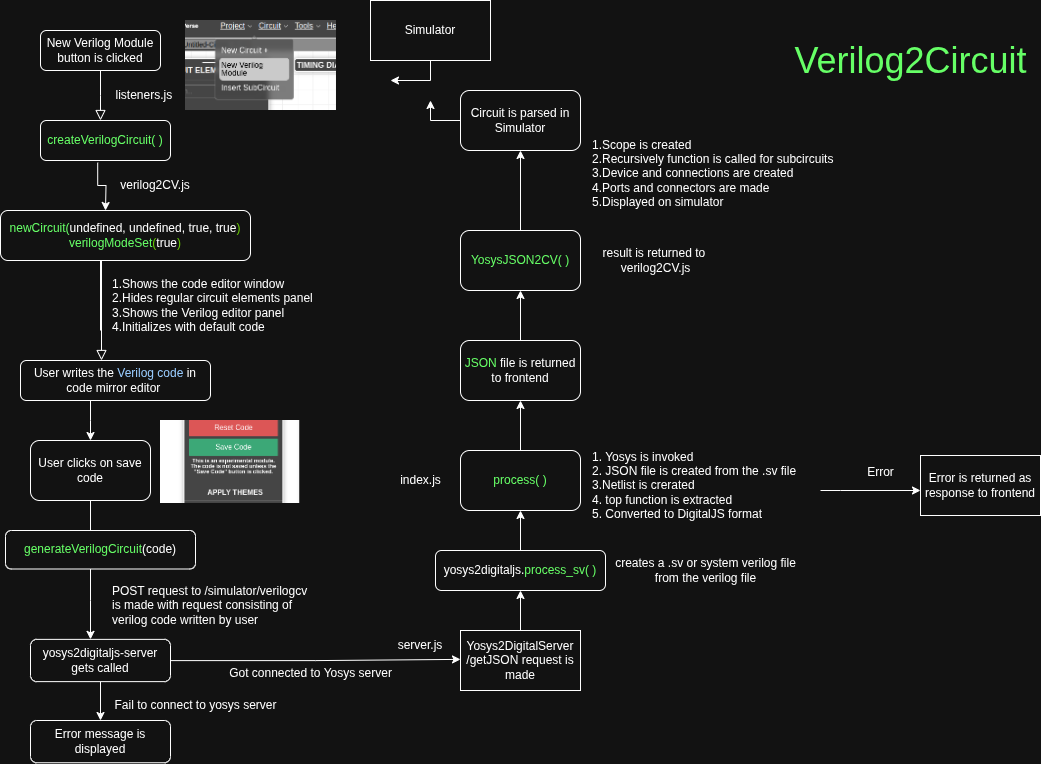 Verilog2Circuit
New Verilog Module
button is clicked
listeners.js
Project
Circuit
Tools
He
erse
Untitled-Ci
New Circuit +
New Verilog
Module
Insert SubCircuit
IT ELEM
TIMING DIA
createVerilogCircuit( )
verilog2CV.js
newCircuit(undefined, undefined, true, true)
verilogModeSet(true)
1.Shows the code editor window
2.Hides regular circuit elements panel
3.Shows the Verilog editor panel
4.Initializes with default code
User writes the Verilog code in
code mirror editor
User clicks on save
code
Reset Code
Save Code
This is an experimental module.
The code is not saved unless the
"Save Code" button is clicked.
APPLY THEMES
generateVerilogCircuit(code)
POST request to /simulator/verilogcv
is made with request consisting of
verilog code written by user
yosys2digitaljs-server
gets called
Fail to connect to yosys server
Error message is
displayed
Got connected to Yosys server
server.js
Yosys2DigitalServer
/getJSON request is
made
yosys2digitaljs.process_sv( )
creates a .sv or system verilog file
from the verilog file
index.js
process( )
1. Yosys is invoked
2. JSON file is created from the .sv file
3.Netlist is crerated
4. top function is extracted
5. Converted to DigitalJS format
Error
Error is returned as
response to frontend
JSON file is returned
to frontend
YosysJSON2CV( )
result is returned to
verilog2CV.js
Circuit is parsed in
Simulator
1.Scope is created
2.Recursively function is called for subcircuits
3.Device and connections are created
4.Ports and connectors are made
5.Displayed on simulator
Simulator